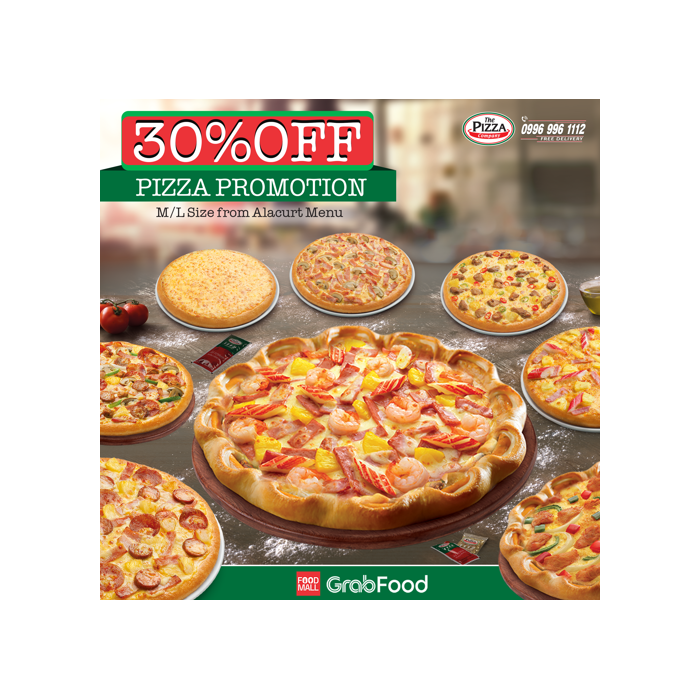 30%OFF
PIZZA PROMOTION
M/L Size from Alacurt Menu
The
PIZZA
Company
0996 996 1112
FREE DELIVERY
FOOD
MALL
GrabFood